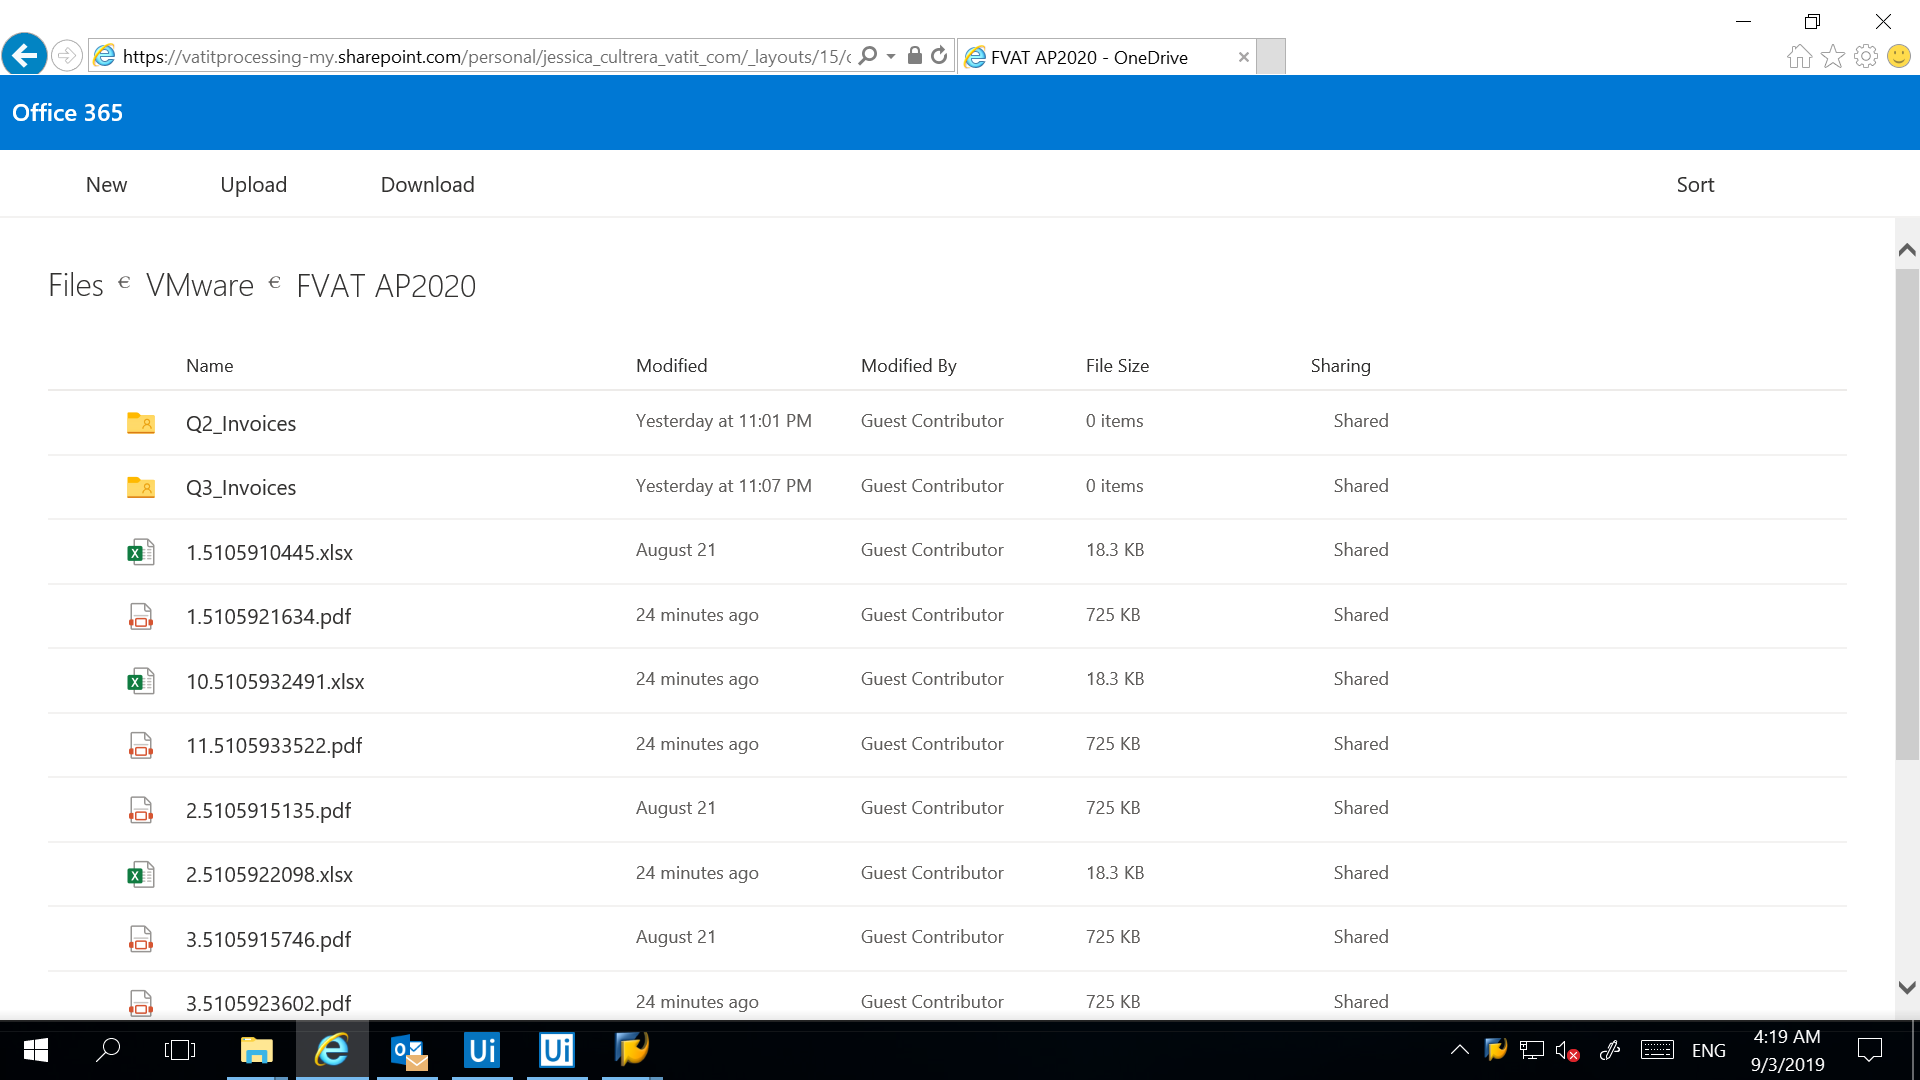 https://vatitprocessing-my.sharepoint.com/personal/jessica_cultrera_vatit_com/_layouts/15/c
FVAT AP2020 - OneDrive
Office 365
New Upload Download Sort
Files € VMware € FVAT AP2020
Name Modified Modified By File Size Sharing
Q2_Invoices Yesterday at 11:01 PM Guest Contributor 0 items Shared
Q3_Invoices Yesterday at 11:07 PM Guest Contributor 0 items Shared
1.5105910445.xlsx August 21 Guest Contributor 18.3 KB Shared
1.5105921634.pdf 24 minutes ago Guest Contributor 725 KB Shared
10.5105932491.xlsx 24 minutes ago Guest Contributor 18.3 KB Shared
11.5105933522.pdf 24 minutes ago Guest Contributor 725 KB Shared
2.5105915135.pdf August 21 Guest Contributor 725 KB Shared
2.5105922098.xlsx 24 minutes ago Guest Contributor 18.3 KB Shared
3.5105915746.pdf August 21 Guest Contributor 725 KB Shared
3.5105923602.pdf 24 minutes ago Guest Contributor 725 KB Shared
Ui Ui ENG 4:19 AM
9/3/2019